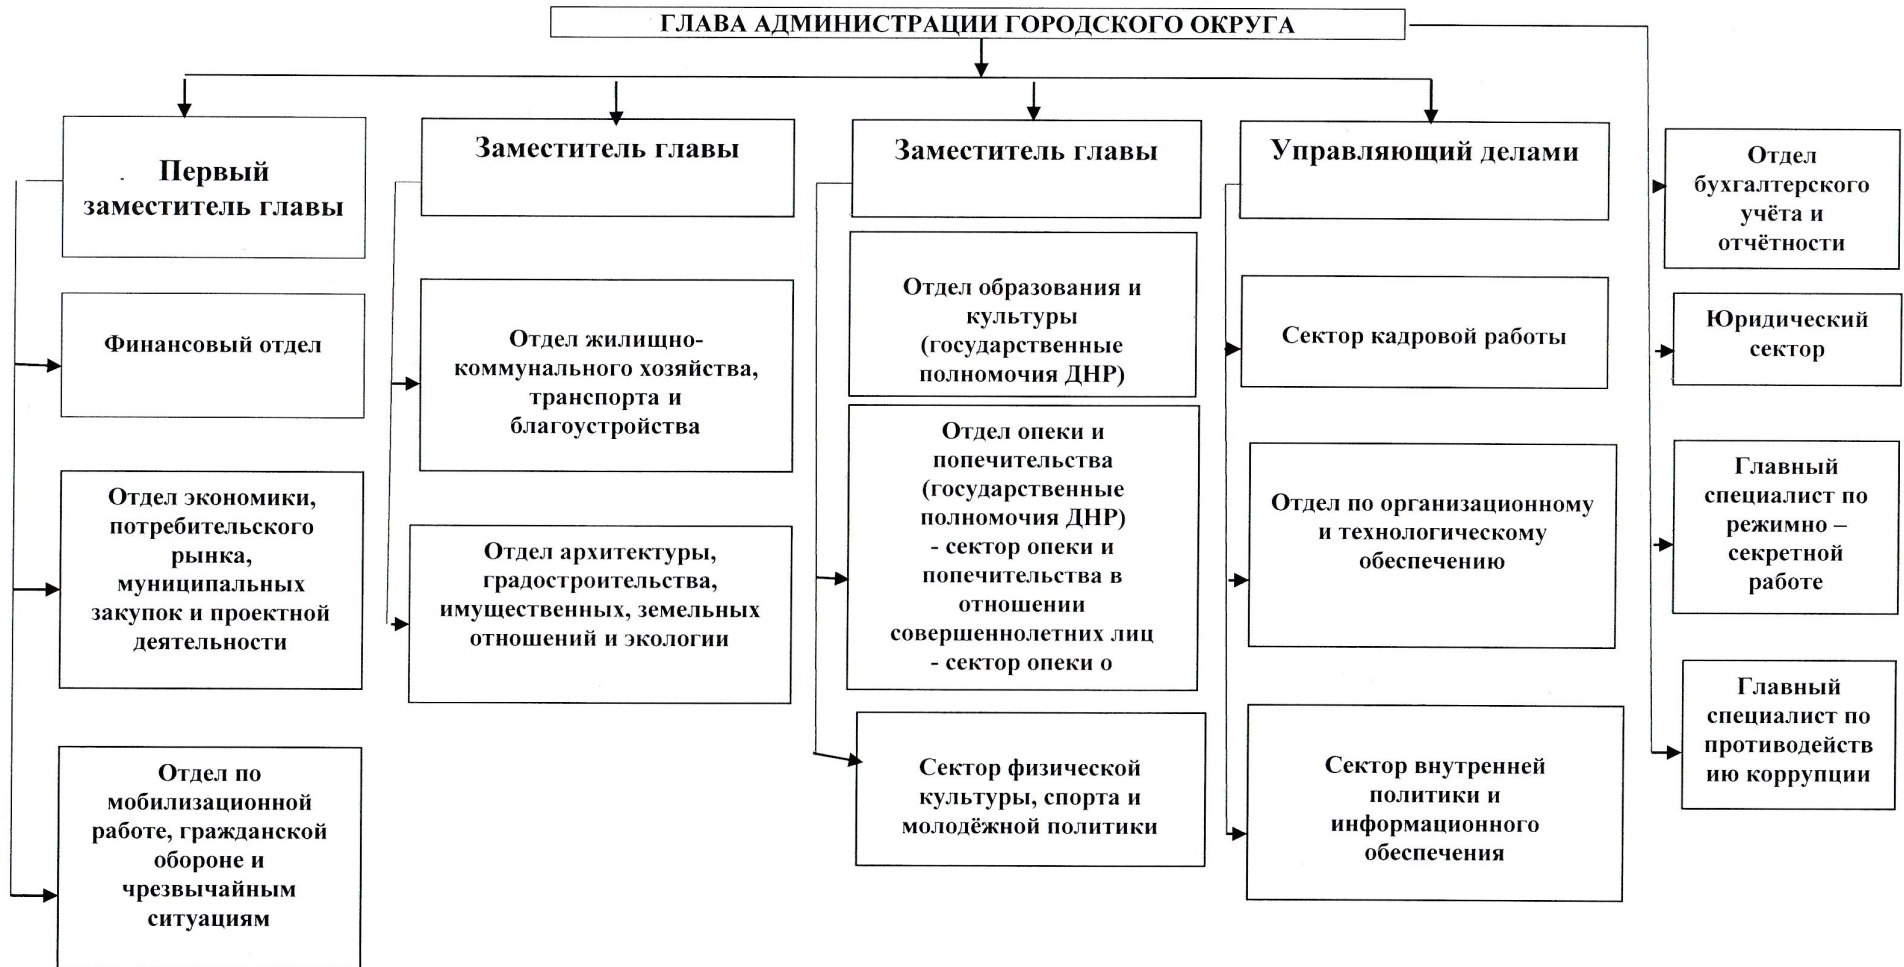 ГЛАВА АДМИНИСТРАЦИИ ГОРОДСКОГО ОКРУГА
Первый
заместитель главы
Финансовый отдел
Отдел экономики,
потребительского
рынка,
муниципальных
закупок и проектной
деятельности
Отдел по
мобилизационной
работе, гражданской
обороне и
чрезвычайным
ситуациям
Заместитель главы
Отдел жилищно-
коммунального хозяйства,
транспорта и
благоустройства
Отдел архитектуры,
градостроительства,
имущественных, земельных
отношений и экологии
Заместитель главы
Отдел образования и
культуры
(государственные
полномочия ДНР)
Отдел опеки и
попечительства
(государственные
полномочия ДНР)
- сектор опеки и
попечительства в
отношении
совершеннолетних лиц
- сектор опеки о
Сектор физической
культуры, спорта и
молодёжной политики
Управляющий делами
Сектор кадровой работы
Отдел по организационному
и технологическому
обеспечению
Сектор внутренней
политики и
информационного
обеспечения
Отдел
бухгалтерского
учёта и
отчётности
Юридический
сектор
Главный
специалист по
режимно –
секретной
работе
Главный
специалист по
противодейств
ию коррупции